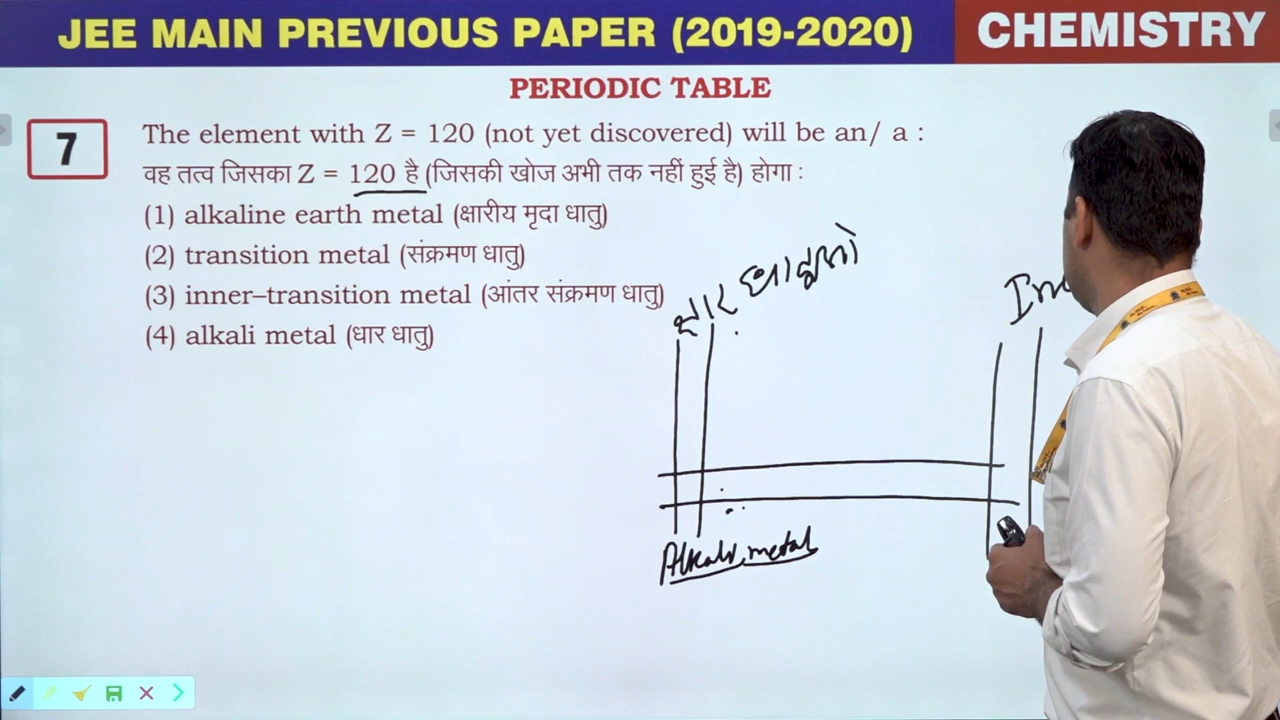 JEE MAIN PREVIOUS PAPER (2019-2020) CHEMISTRY
PERIODIC TABLE
7
The element with Z = 120 (not yet discovered) will be an/ a :
वह तत्व जिसका Z = 120 है (जिसकी खोज अभी तक नहीं हुई है) होगा :
(1) alkaline earth metal (क्षारीय मृदा धातु)
(2) transition metal (संक्रमण धातु)
(3) inner–transition metal (आंतर संक्रमण धातु)
(4) alkali metal (धार धातु)
Alkali metal